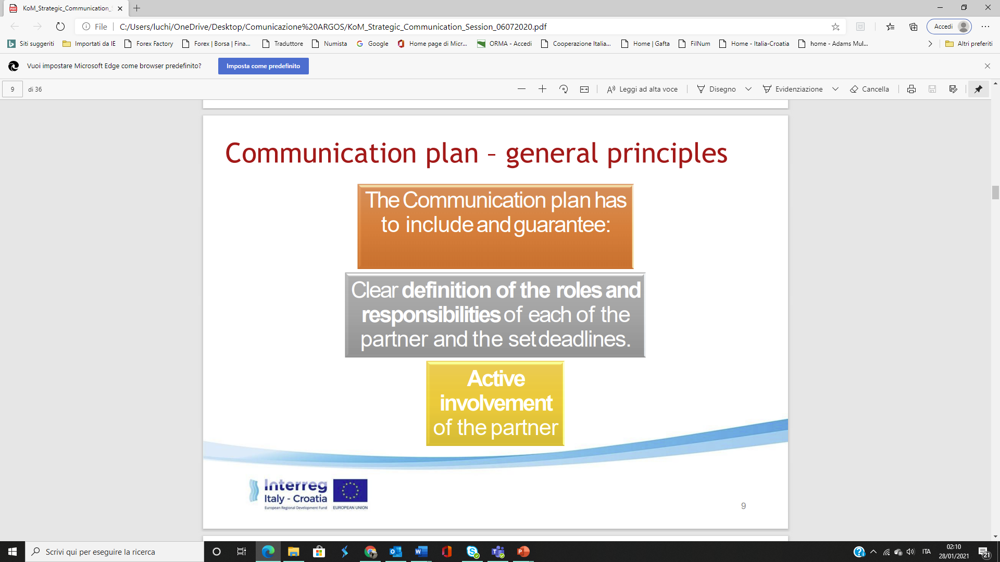 KoM_Strategic_Communication_S
File C:/Users/luchi/OneDrive/Desktop/Comunicazione%20ARGOS/KoM_Strategic_Communication_Session_06072020.pdf
Accedi
Siti suggeriti Importati da IE Forex Factory Forex | Borsa | Fina... Traduttore Numista Google Home page di Micr... ORMA - Accedi Cooperazione Italia... Home | Gafta FilNum Home - Italia-Croatia home - Adams Mul... Altri preferiti
Vuoi impostare Microsoft Edge come browser predefinito? Imposta come predefinito
9 di 36 Leggi ad alta voce Disegno Evidenziazione Cancella
Communication plan – general principles
The Communication plan has
to include and guarantee:
Clear definition of the roles and
responsibilities of each of the
partner and the set deadlines.
Active
involvement
of the partner
Interreg
Italy - Croatia
European Regional Development Fund EUROPEAN UNION
9
Scrivi qui per eseguire la ricerca
ITA
02:10
28/01/2021
21